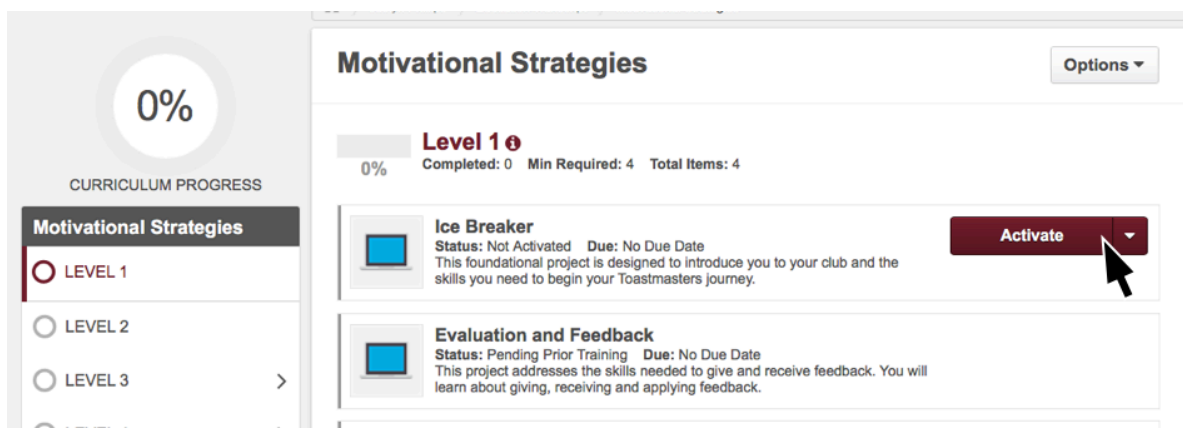 0%
CURRICULUM PROGRESS
Motivational Strategies
LEVEL 1
LEVEL 2
LEVEL 3
Motivational Strategies
Options
0%
Level 1
Completed: 0 Min Required: 4 Total Items: 4
Ice Breaker
Status: Not Activated Due: No Due Date
This foundational project is designed to introduce you to your club and the
skills you need to begin your Toastmasters journey.
Activate
Evaluation and Feedback
Status: Pending Prior Training Due: No Due Date
This project addresses the skills needed to give and receive feedback. You will
learn about giving, receiving and applying feedback.